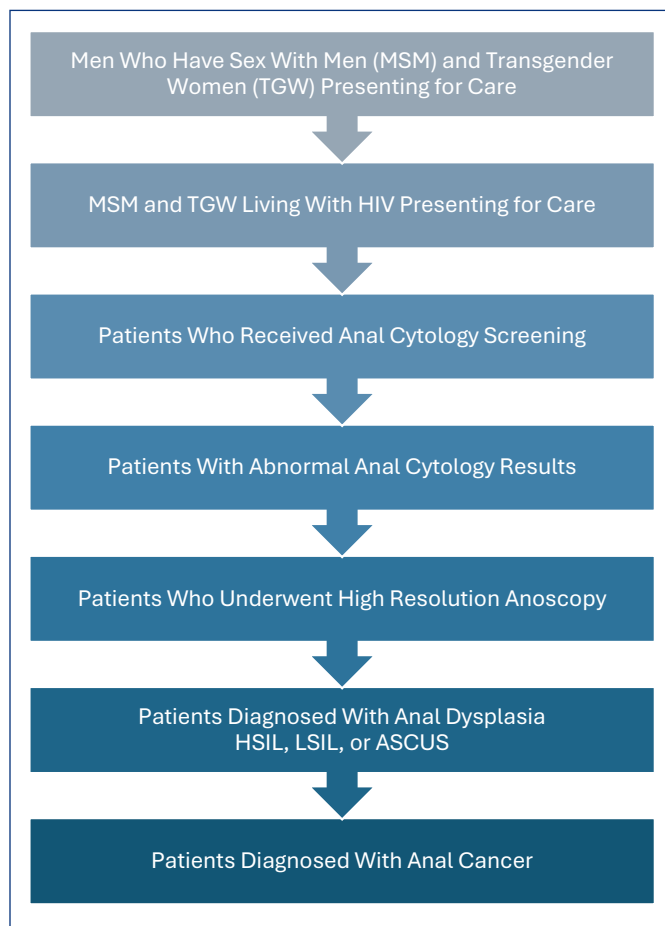 Men Who Have Sex With Men (MSM) and Transgender
Women (TGW) Presenting for Care
MSM and TGW Living With HIV Presenting for Care
Patients Who Received Anal Cytology Screening
Patients With Abnormal Anal Cytology Results
Patients Who Underwent High Resolution Anoscopy
Patients Diagnosed With Anal Dysplasia
HSIL, LSIL, or ASCUS
Patients Diagnosed With Anal Cancer